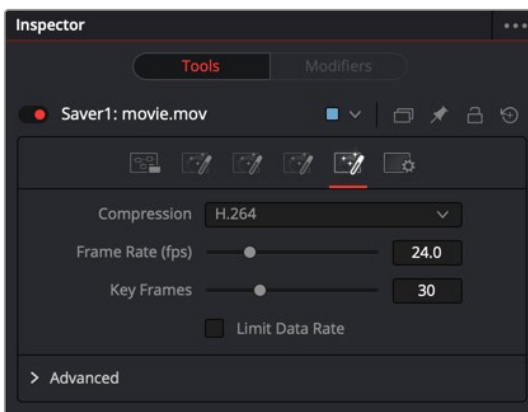 Inspector
Tools Modifiers
Saver1: movie.mov
Compression H.264
Frame Rate (fps) 24.0
Key Frames 30
Limit Data Rate
Advanced